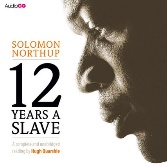 AudioGO
SOLOMON
NORTHUP
12
YEARS A
SLAVE
A complete and unabridged
reading by Hugh Quarshie